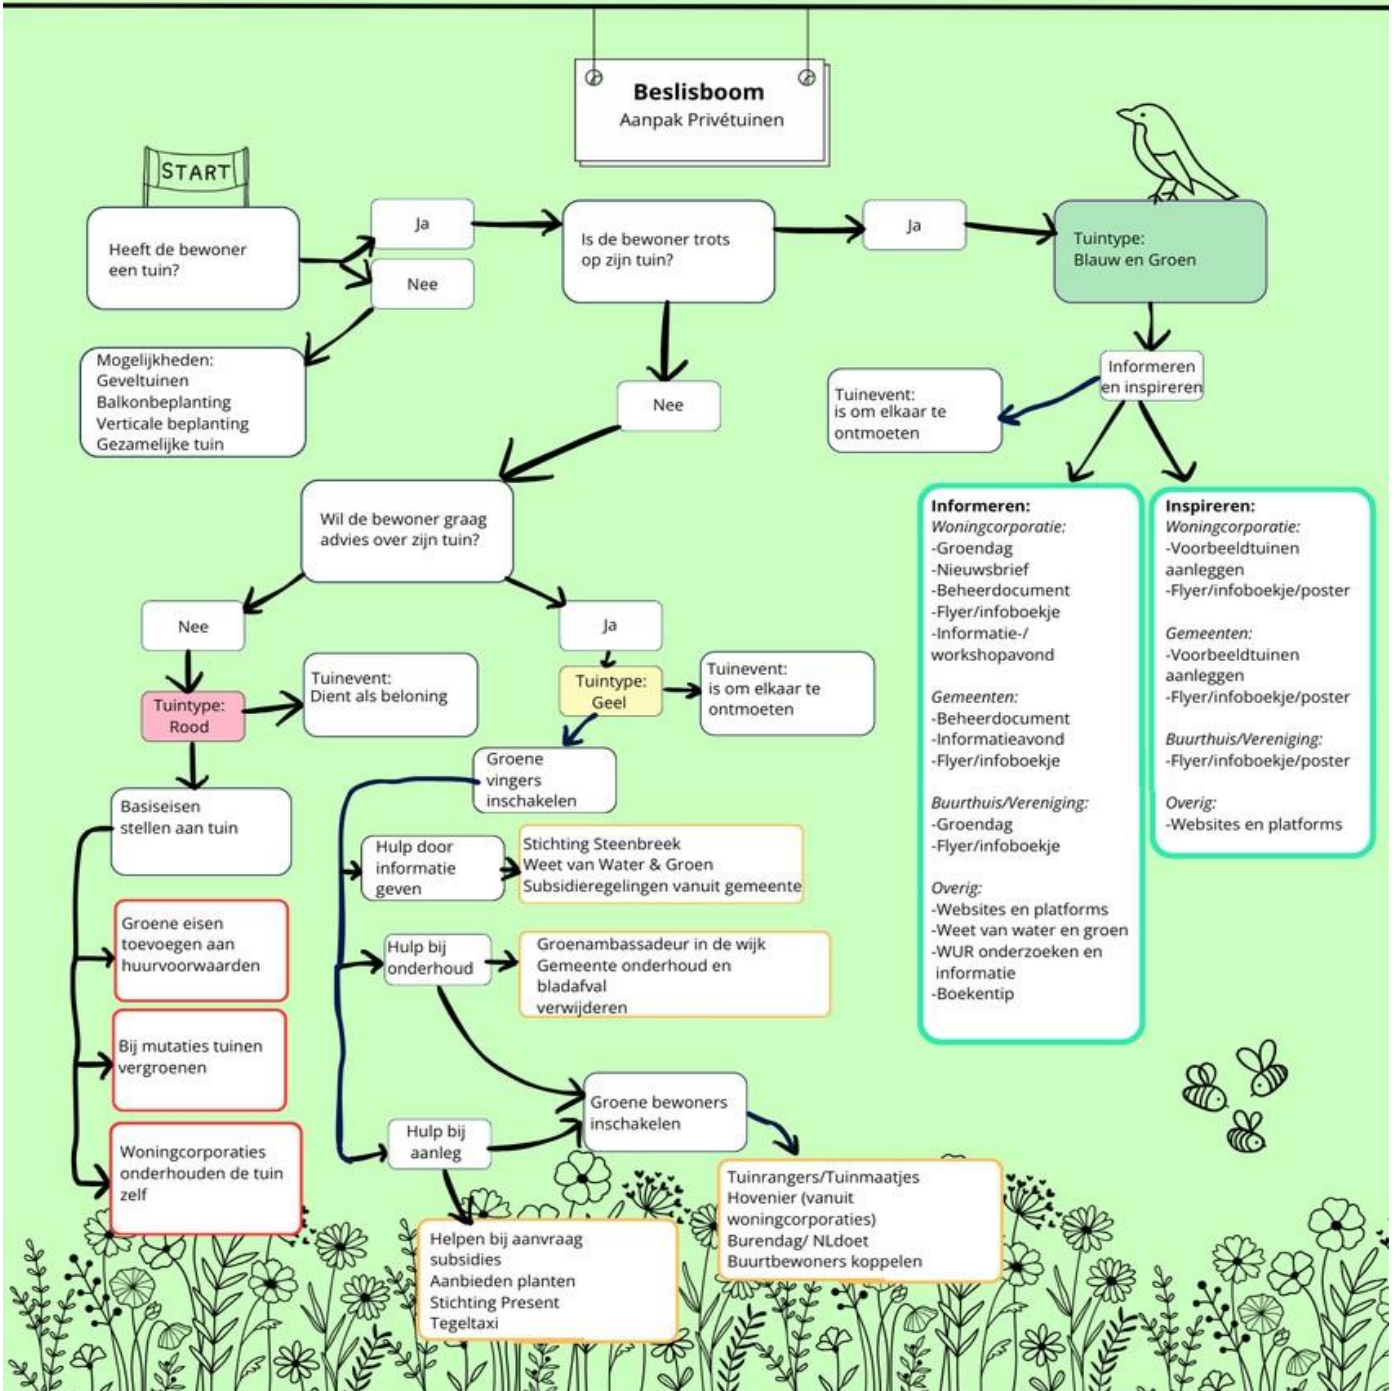 Beslisboom
Aanpak Privétuinen
START
Heeft de bewoner
een tuin?
Ja
Nee
Mogelijkheden:
Geveltuinen
Balkonbeplanting
Verticale beplanting
Gezamelijke tuin
Is de bewoner trots
op zijn tuin?
Ja
Tuintype:
Blauw en Groen
Nee
Informeren
en inspireren
Tuinevent:
is om elkaar te
ontmoeten
Informeren:
Woningcorporatie:
-Groendag
-Nieuwsbrief
-Beheerdocument
-Flyer/infoboekje
-Informatie-/
workshopavond
Gemeenten:
-Beheerdocument
-Informatieavond
-Flyer/infoboekje
Buurthuis/Vereniging:
-Groendag
-Flyer/infoboekje
Overig:
-Websites en platforms
-Weet van water en groen
-WUR onderzoeken en
informatie
-Boekentip
Inspireren:
Woningcorporatie:
-Voorbeeldtuinen
aanleggen
-Flyer/infoboekje/poster
Gemeenten:
-Voorbeeldtuinen
aanleggen
-Flyer/infoboekje/poster
Buurthuis/Vereniging:
-Flyer/infoboekje/poster
Overig:
-Websites en platforms
Wil de bewoner graag
advies over zijn tuin?
Nee
Tuintype:
Rood
Tuinevent:
Dient als beloning
Basiseisen
stellen aan tuin
Groene eisen
toevoegen aan
huurvoorwaarden
Bij mutaties tuinen
vergroenen
Woningcorporaties
onderhouden de tuin
zelf
Ja
Tuintype:
Geel
Tuinevent:
is om elkaar te
ontmoeten
Groene
vingers
inschakelen
Hulp door
informatie
geven
Stichting Steenbreek
Weet van Water & Groen
Subsidieregelingen vanuit gemeente
Hulp bij
onderhoud
Groenambassadeur in de wijk
Gemeente onderhoud en
bladafval
verwijderen
Hulp bij
aanleg
Groene bewoners
inschakelen
Tuinrangers/Tuinmaatjes
Hovenier (vanuit
woningcorporaties)
Burendag/ NLdoet
Buurtbewoners koppelen
Helpen bij aanvraag
subsidies
Aanbieden planten
Stichting Present
Tegeltaxi